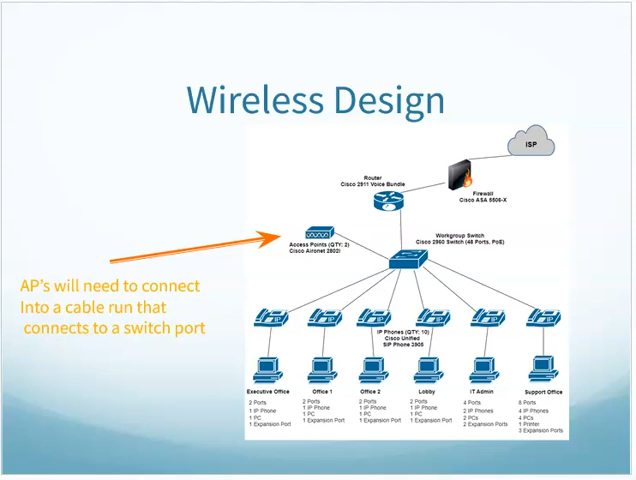 Wireless Design
ISP
Router
Cisco 2911 Voice Bundle
Firewall
Cisco ASA 5506-X
Workgroup Switch
Cisco 2960 Switch (48 Ports, PoE)
Access Points (QTY: 2)
Cisco Aironet 2802i
AP's will need to connect
Into a cable run that
connects to a switch port
IP
IP
IP
IP
IP
IP
IP Phones (QTY: 10)
Cisco Unified
SIP Phone 3905
Executive Office
2 Ports
1 IP Phone
1 PC
1 Expansion Port
Office 1
2 Ports
1 IP Phone
1 PC
1 Expansion Port
Office 2
2 Ports
1 IP Phone
1 PC
1 Expansion Port
Lobby
2 Ports
1 IP Phone
1 PC
1 Expansion Port
IT Admin
4 Ports
2 IP Phones
2 PCs
2 Expansion Ports
Support Office
8 Ports
4 IP Phones
4 PCs
1 Printer
3 Expansion Ports